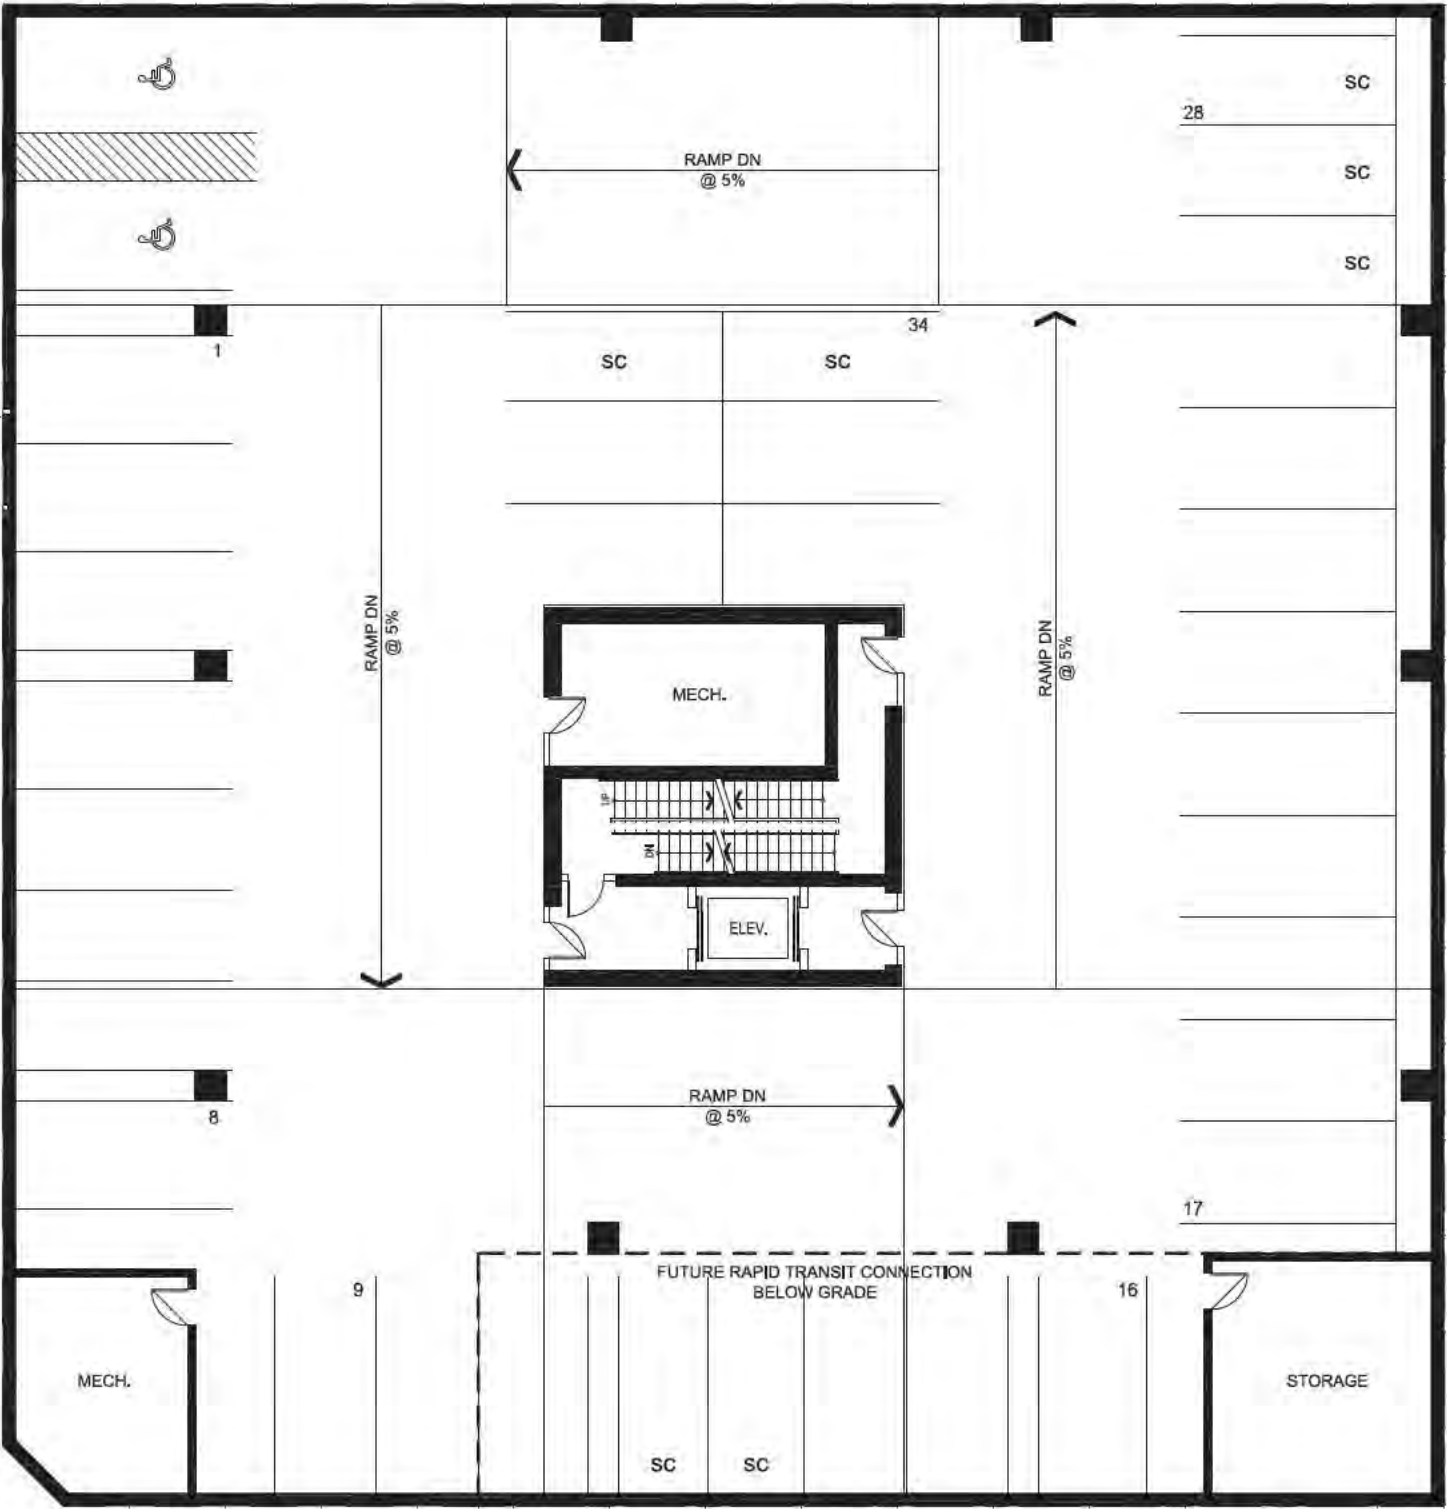 SC
28
RAMP DN
@ 5%
SC
SC
34
1
SC
SC
RAMP DN
@ 5%
RAMP DN
@ 5%
MECH.
UP
DN
ELEV.
RAMP DN
@ 5%
8
17
FUTURE RAPID TRANSIT CONNECTION
BELOW GRADE
9
16
MECH.
STORAGE
SC
SC